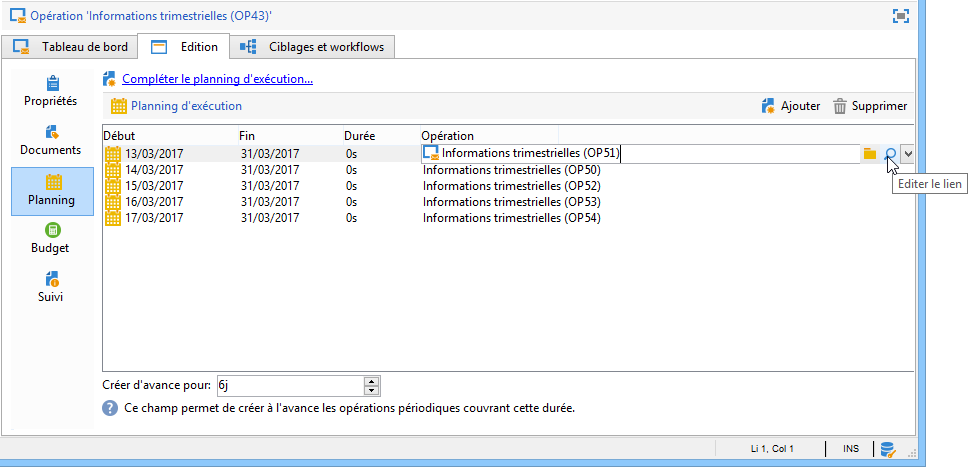 Opération 'Informations trimestrielles (OP43)'
Tableau de bord Edition Ciblages et workflows
Propriétés
Documents
Planning
Budget
Suivi
Compléter le planning d'exécution...
Planning d'exécution Ajouter Supprimer
Début Fin Durée Opération
13/03/2017 31/03/2017 0s Informations trimestrielles (OP51)
14/03/2017 31/03/2017 0s Informations trimestrielles (OP50)
15/03/2017 31/03/2017 0s Informations trimestrielles (OP52)
16/03/2017 31/03/2017 0s Informations trimestrielles (OP53)
17/03/2017 31/03/2017 0s Informations trimestrielles (OP54)
Editer le lien
Créer d'avance pour: 6j
Ce champ permet de créer à l'avance les opérations périodiques couvrant cette durée.
Li 1, Col 1 INS